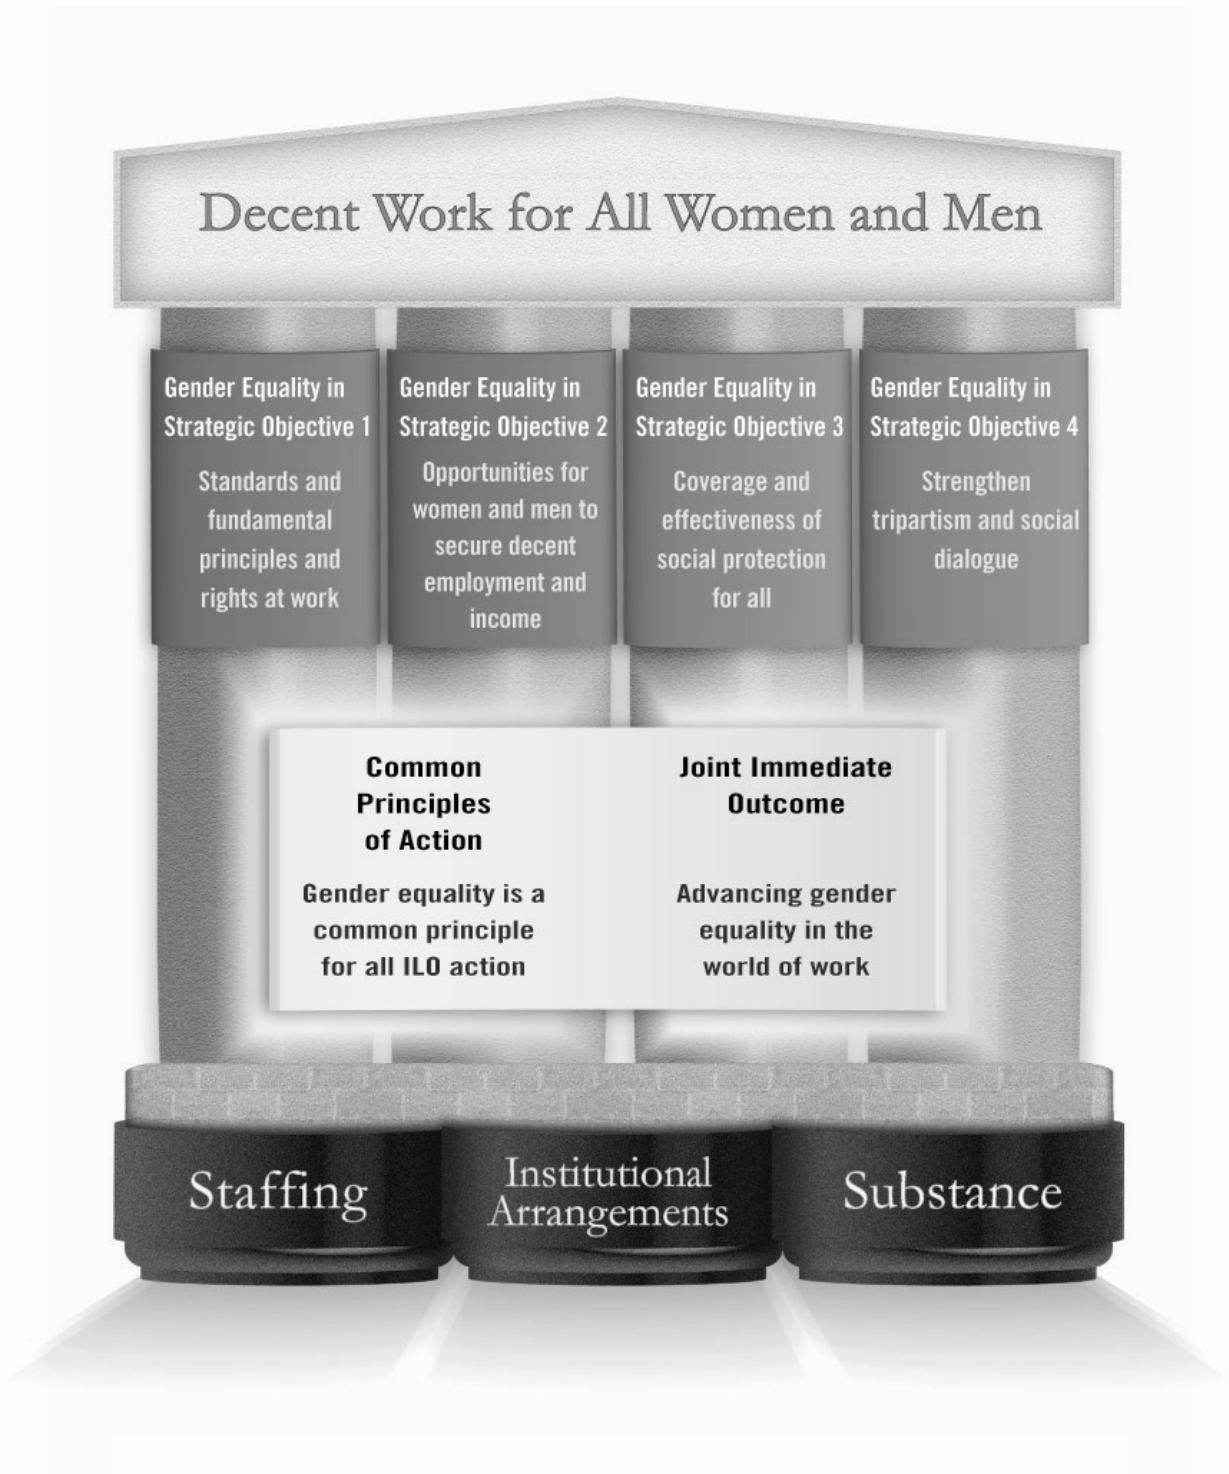 Decent Work for All Women and Men
Gender Equality in
Strategic Objective 1
Standards and
fundamental
principles and
rights at work
Gender Equality in
Strategic Objective 2
Opportunities for
women and men to
secure decent
employment and
income
Gender Equality in
Strategic Objective 3
Coverage and
effectiveness of
social protection
for all
Gender Equality in
Strategic Objective 4
Strengthen
tripartism and social
dialogue
Common
Principles
of Action
Gender equality is a
common principle
for all ILO action
Joint Immediate
Outcome
Advancing gender
equality in the
world of work
Staffing
Institutional
Arrangements
Substance